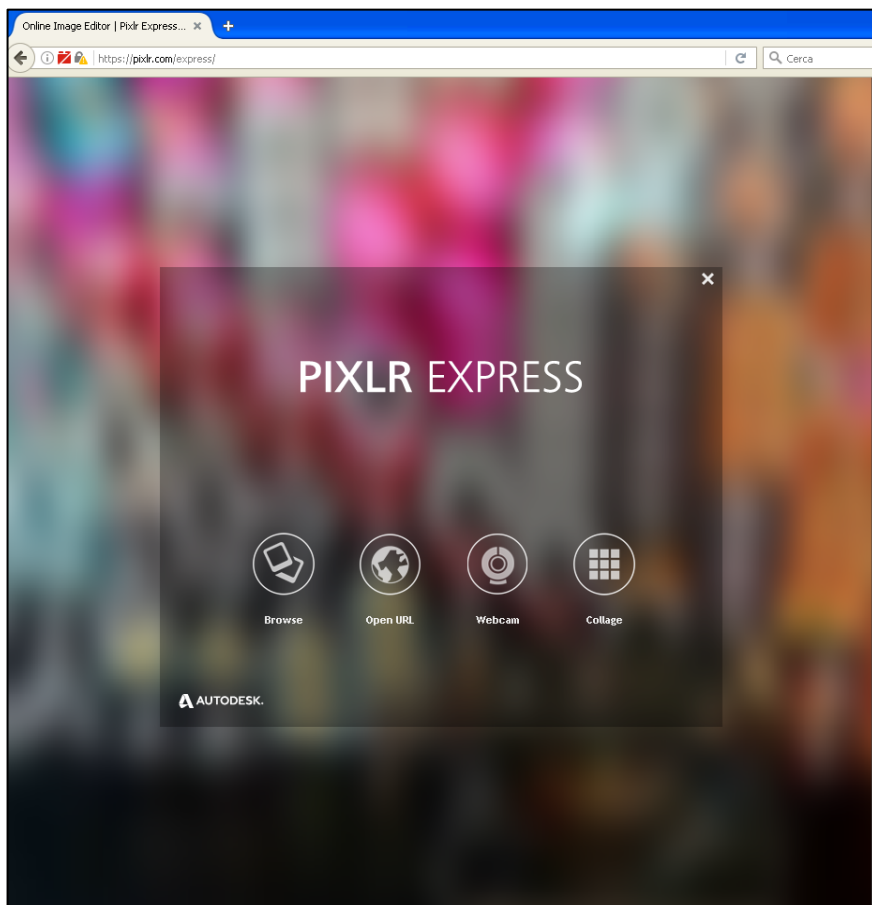 Online Image Editor | Pixlr Express...
https://pixlr.com/express/
Cerca
PIXLR EXPRESS
Browse
Open URL
Webcam
Collage
AUTODESK.